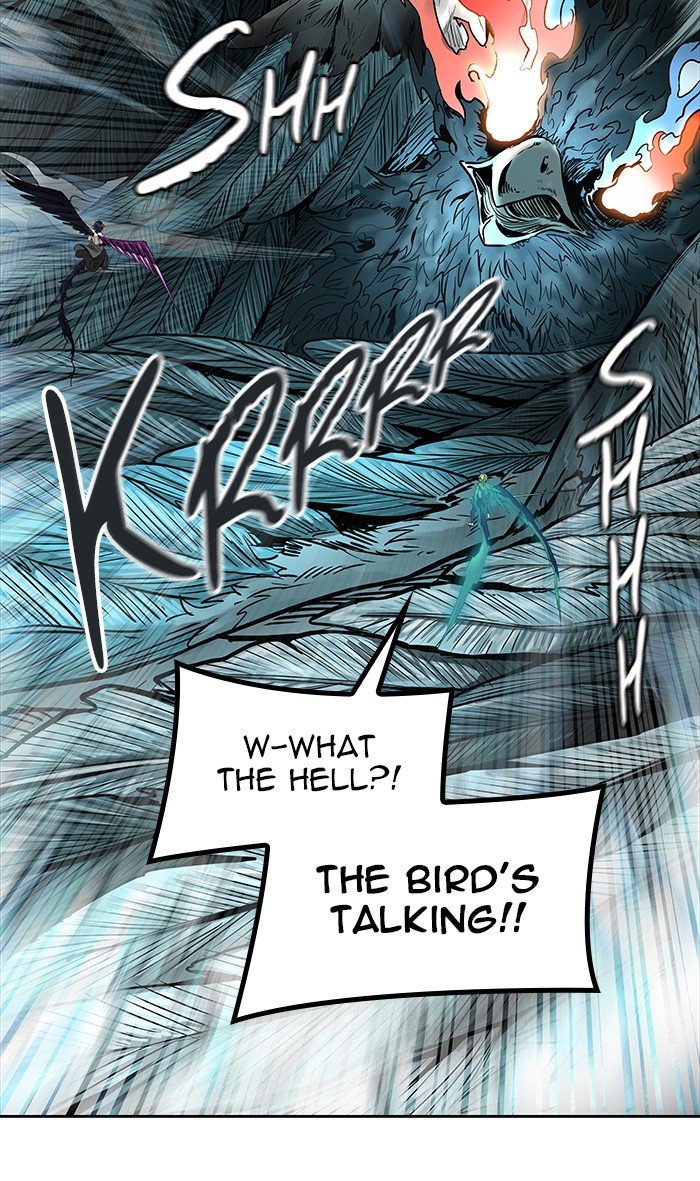 SHH
KRRRR
SHHH
W-WHAT
THE HELL?!
THE BIRD'S
TALKING!!